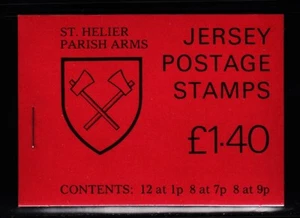 ST. HELIER
PARISH ARMS
JERSEY
POSTAGE
STAMPS
£1·40
CONTENTS: 12 at 1p 8 at 7p 8 at 9p